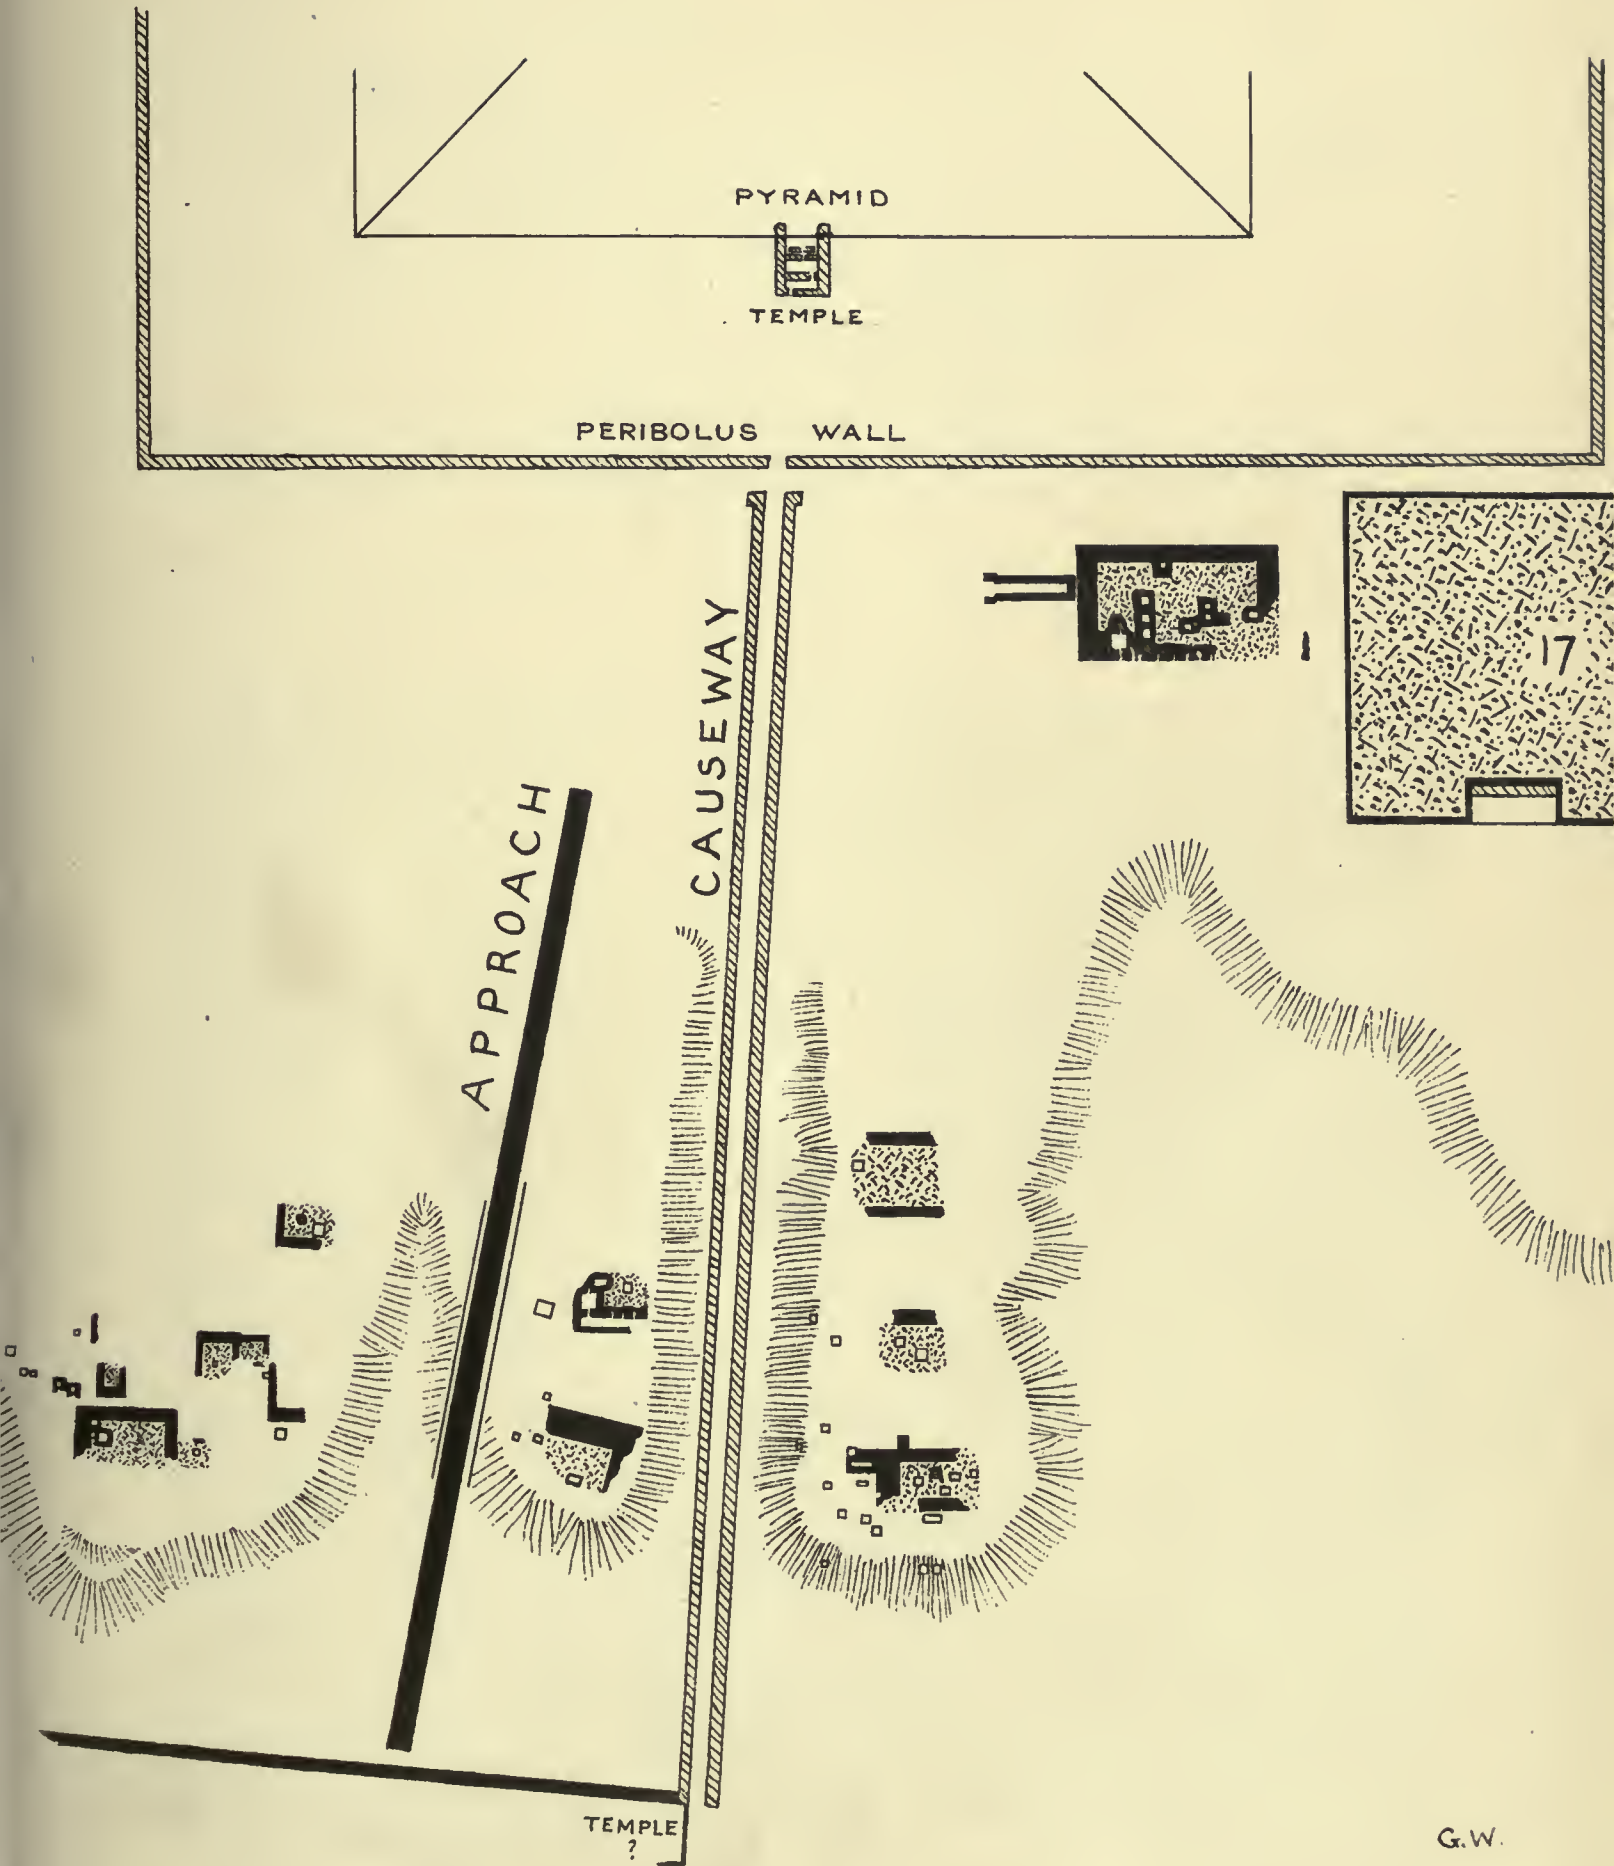 PYRAMID
TEMPLE
PERIBOLUS WALL
CAUSEWAY
17
APPROACH
TEMPLE
?
G.W.